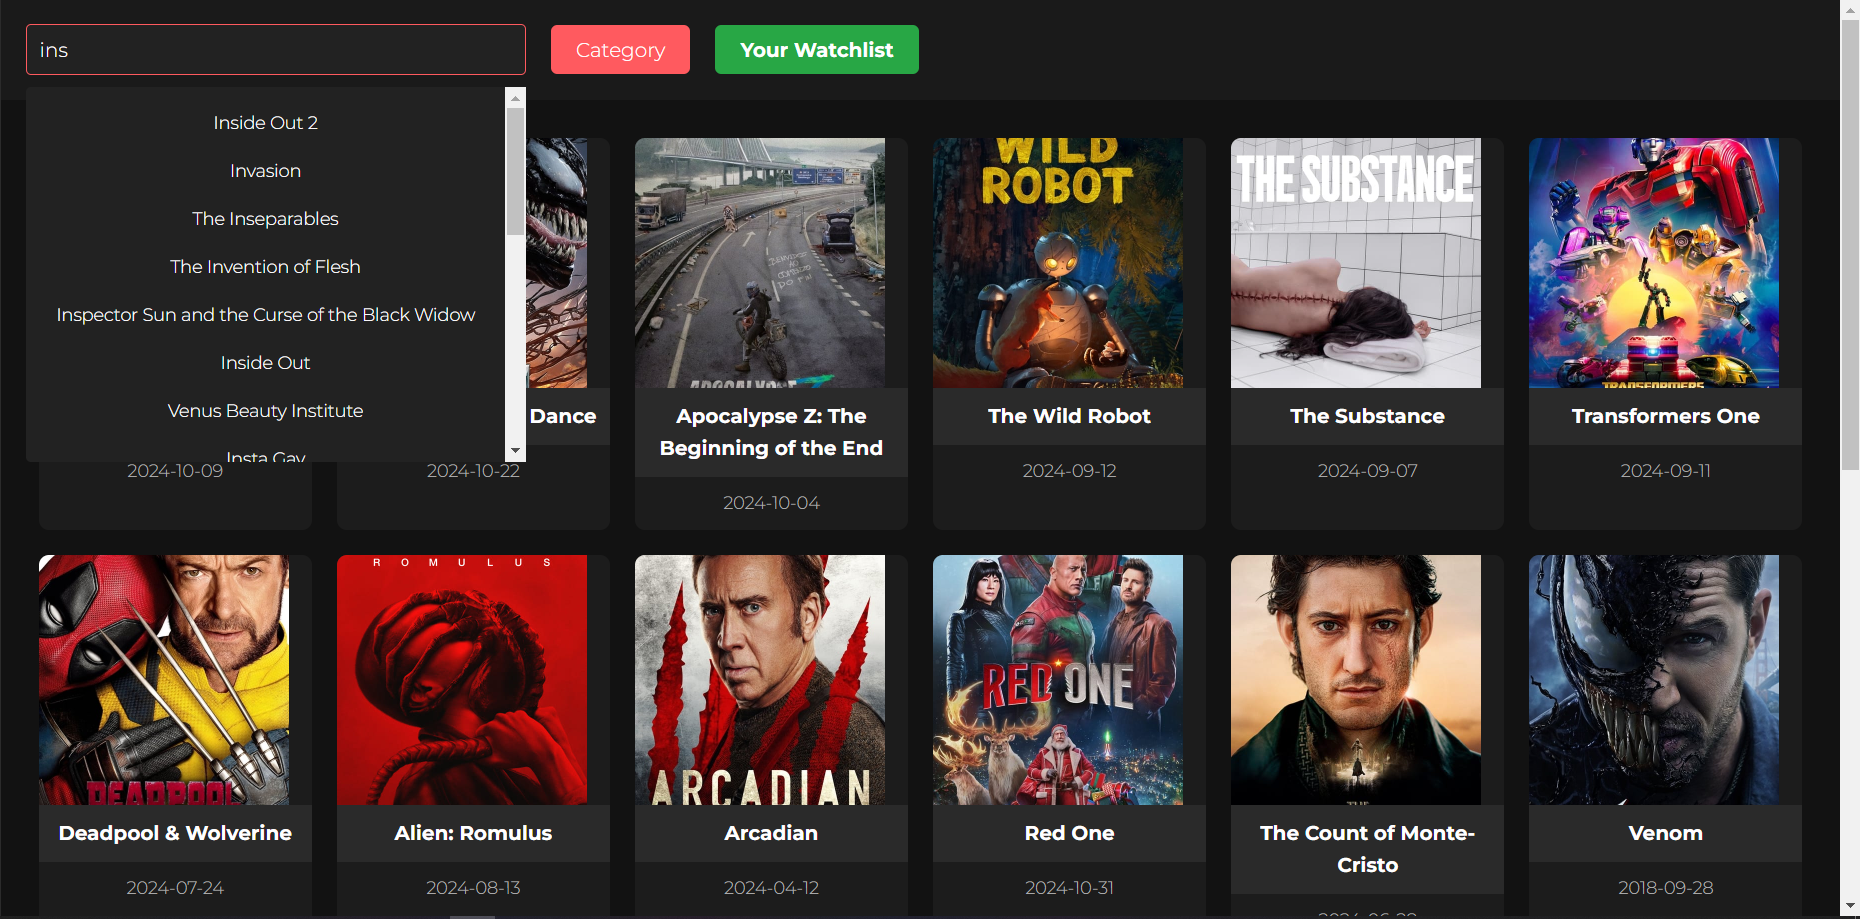 ins
Category
Your Watchlist
Inside Out 2
Invasion
The Inseparables
The Invention of Flesh
Inspector Sun and the Curse of the Black Widow
Inside Out
Venus Beauty Institute
Insta Gay
WILD
ROBOT
THE SUBSTANCE
APOCALYPSE Z
TRANSFORMERS
Dance
Apocalypse Z: The
Beginning of the End
The Wild Robot
The Substance
Transformers One
2024-10-09
2024-10-22
2024-10-04
2024-09-12
2024-09-07
2024-09-11
ROMULUS
RED ONE
DEADPOOL
ARCADIAN
THE
Deadpool & Wolverine
Alien: Romulus
Arcadian
Red One
The Count of Monte-
Cristo
Venom
2024-07-24
2024-08-13
2024-04-12
2024-10-31
2018-09-28